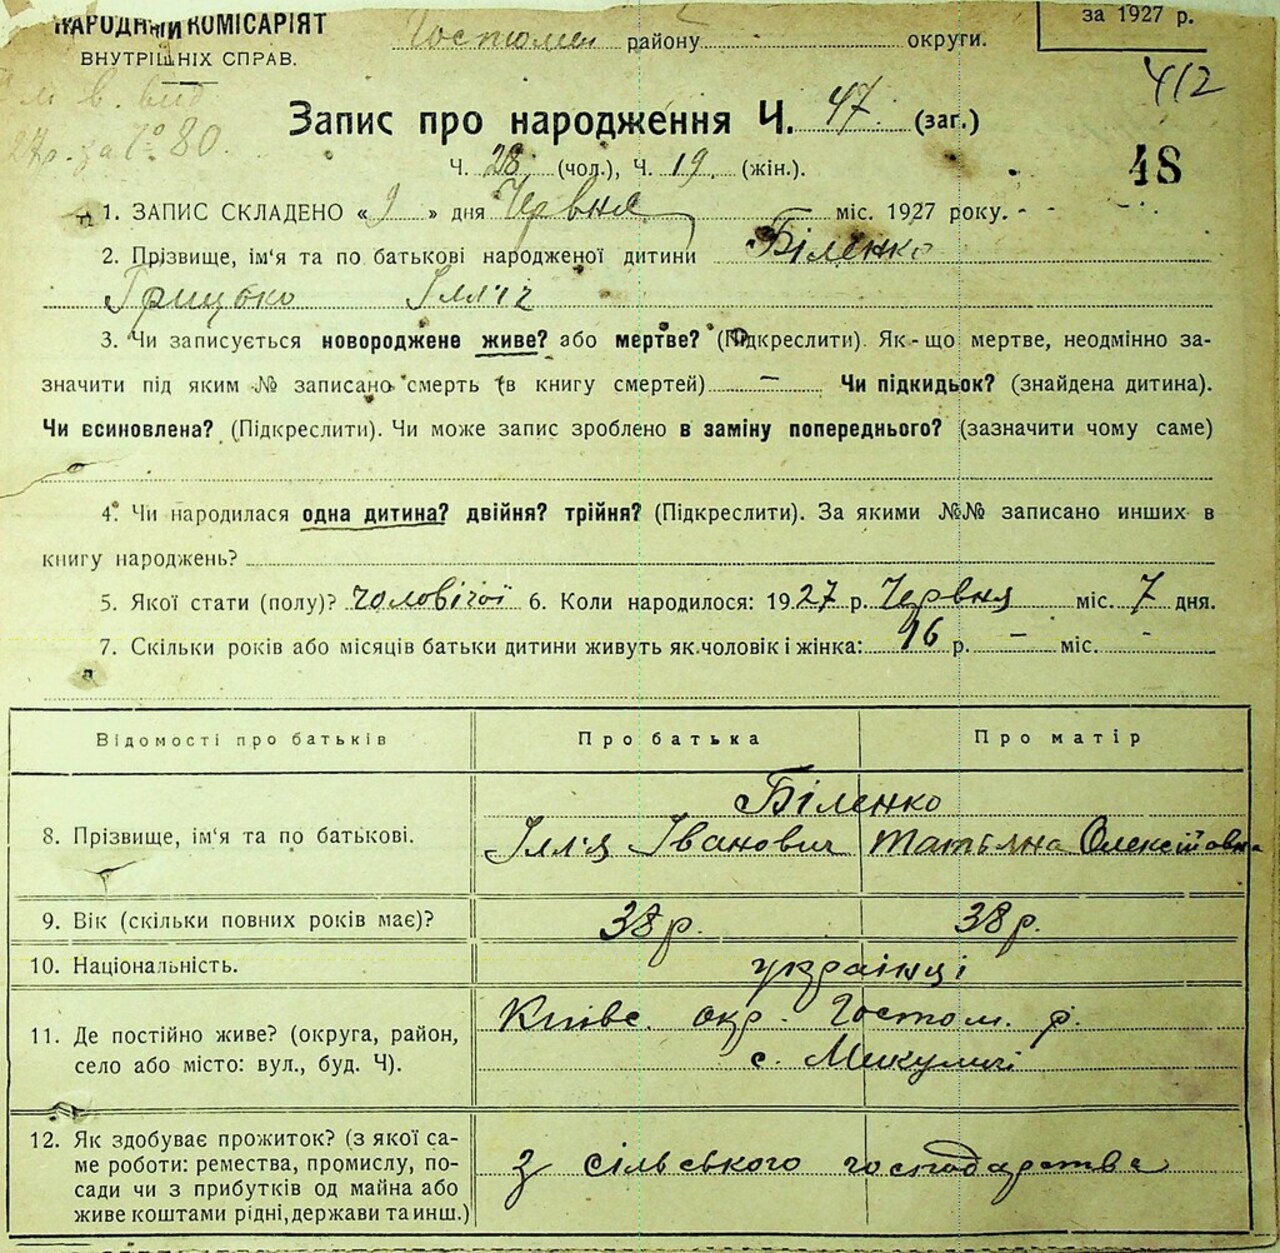 НАРОДНИЙ КОМІСАРІЯТ
ВНУТРІШНІХ СПРАВ.
Гостомел району округи.
за 1927 р.
412
Запис про народження Ч. 47. (заг.)
Ч. 28 (чол.), Ч. 19. (жін.).
48
1. ЗАПИС СКЛАДЕНО « 9 » дня Червня міс. 1927 року.
2. Прізвище, ім'я та по батькові народженої дитини Біленко
Грицько Ілліч
3. Чи записується новороджене живе? або мертве? (Підкреслити). Як-що мертве, неодмінно за-
значити під яким № записано смерть (в книгу смертей) — Чи підкидьок? (знайдена дитина).
Чи всиновлена? (Підкреслити). Чи може запис зроблено в заміну попереднього? (зазначити чому саме)
4. Чи народилася одна дитина? двійня? трійня? (Підкреслити). За якими №№ записано инших в
книгу народжень?
5. Якої стати (полу)? чоловічої 6. Коли народилося: 1927 р. Червня міс. 7 дня.
7. Скільки років або місяців батьки дитини живуть як чоловік і жінка: 16 р. — міс. -
Відомості про батьків Про батька Про матір
Біленко
8. Прізвище, ім'я та по батькові. Ілля Іванович Татьяна Олексіївна
9. Вік (скільки повних років має)? 38 р. 38 р.
10. Національність. українці
11. Де постійно живе? (округа, район, село або місто: вул., буд. Ч). Київс. окр. Гостом. р.
с. Микуличі
12. Як здобуває прожиток? (з якої са-
ме роботи: ремества, промислу, по-
сади чи з прибутків од майна або
живе коштами рідні, держави та инш.) З сільського господарства